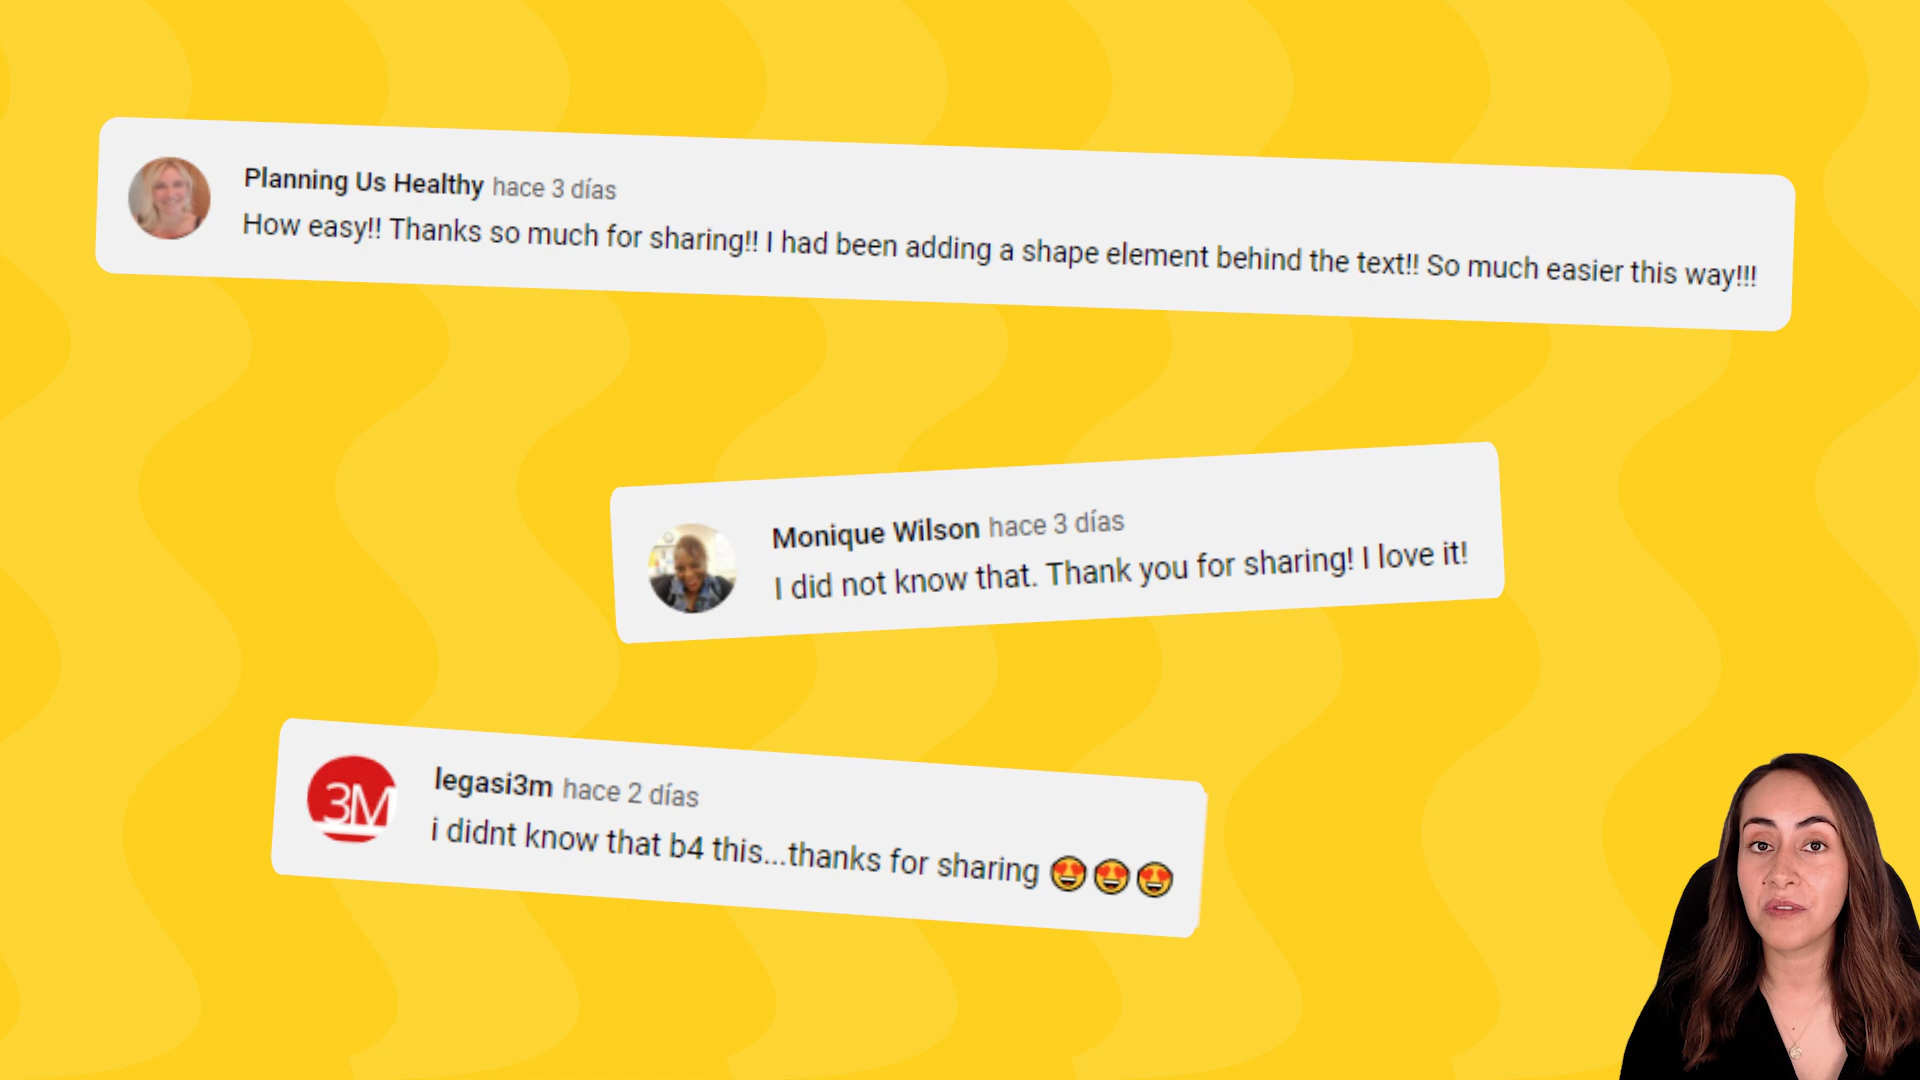 Planning Us Healthy hace 3 días
How easy!! Thanks so much for sharing!! I had been adding a shape element behind the text!! So much easier this way!!!
Monique Wilson hace 3 días
I did not know that. Thank you for sharing! I love it!
3M
legasi3m hace 2 días
i didnt know that b4 this...thanks for sharing 😍😍😍